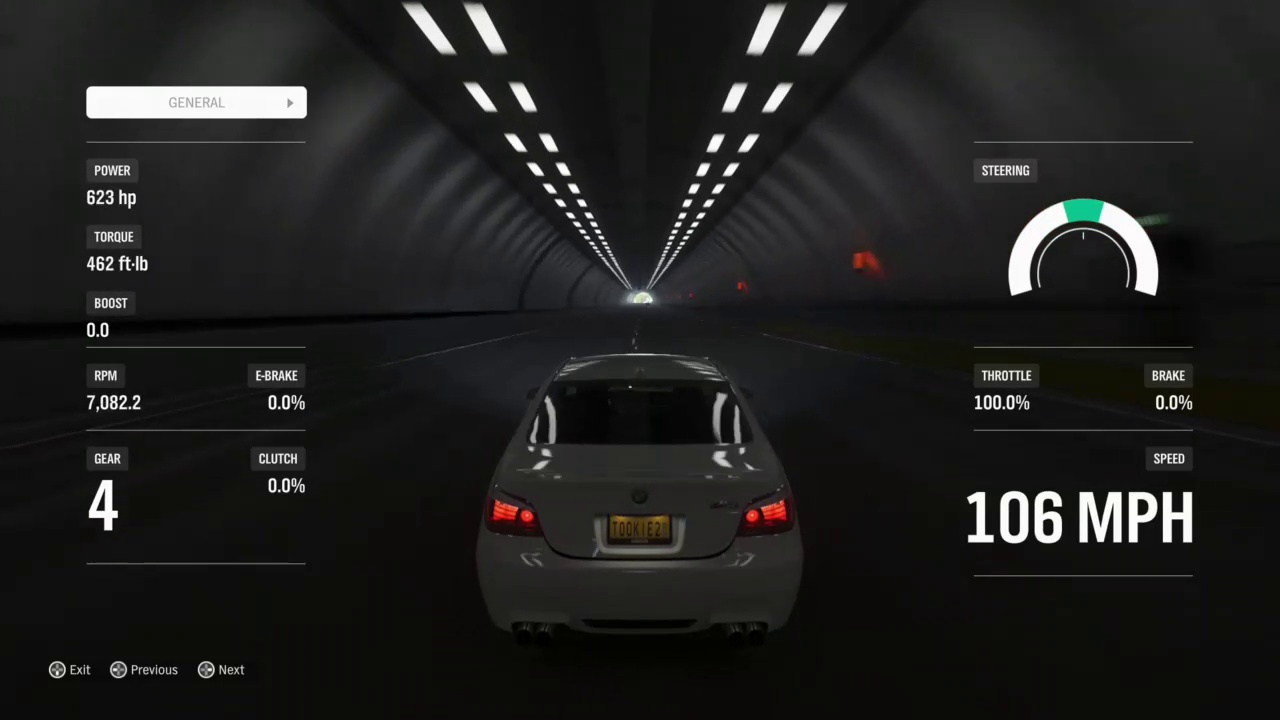 GENERAL
POWER
623 hp
TORQUE
462 ft·lb
BOOST
0.0
RPM
E-BRAKE
7,082.2
0.0%
GEAR
CLUTCH
4
0.0%
STEERING
THROTTLE
BRAKE
100.0%
0.0%
SPEED
106 MPH
TOOKIE2
Exit
Previous
Next